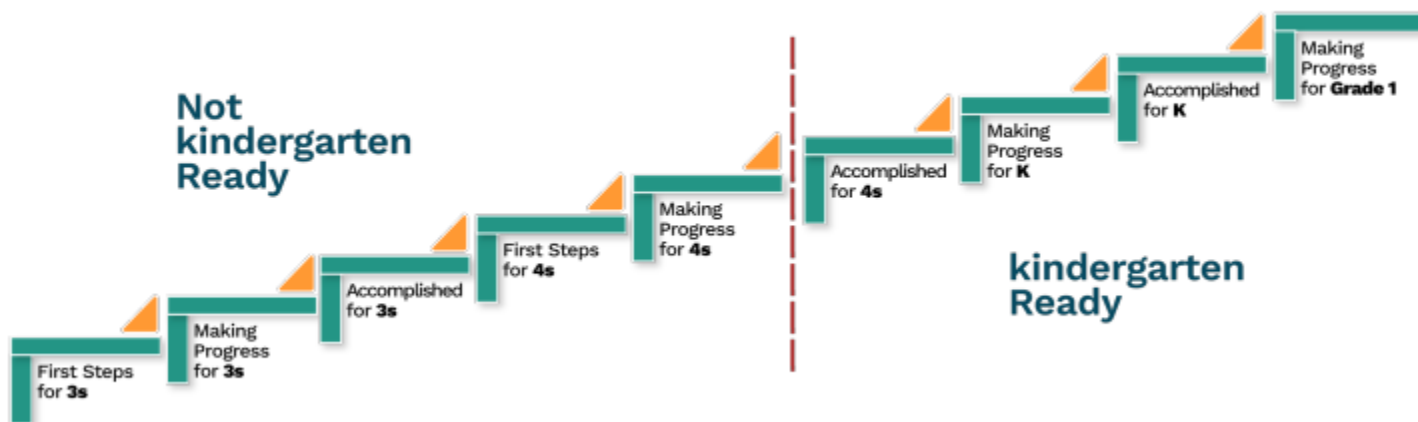 Not
kindergarten
Ready
First Steps
for 3s
Making
Progress
for 3s
Accomplished
for 3s
First Steps
for 4s
Making
Progress
for 4s
Accomplished
for 4s
Making
Progress
for K
Accomplished
for K
Making
Progress
for Grade 1
kindergarten
Ready